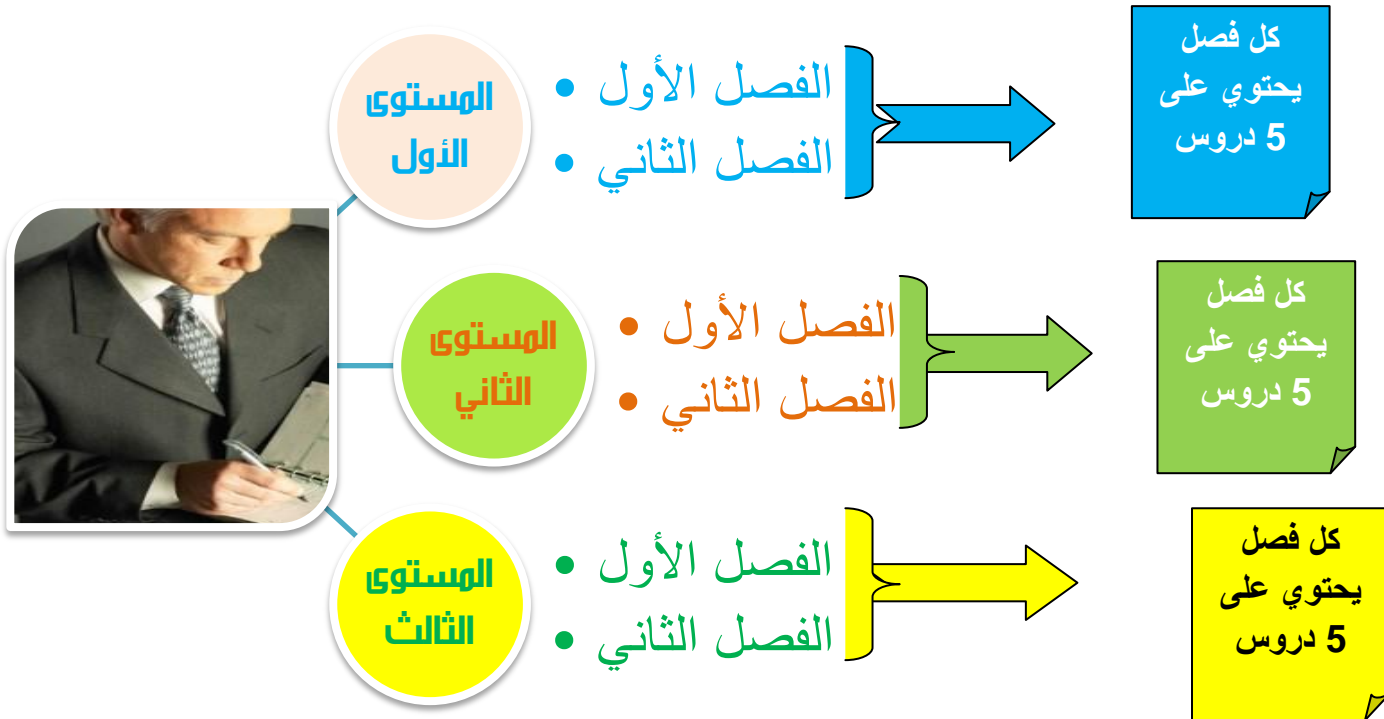 المستوى
الأول
الفصل الأول
الفصل الثاني
كل فصل
يحتوي على
5 دروس
المستوى
الثاني
الفصل الأول
الفصل الثاني
كل فصل
يحتوي على
5 دروس
المستوى
الثالث
الفصل الأول
الفصل الثاني
كل فصل
يحتوي على
5 دروس